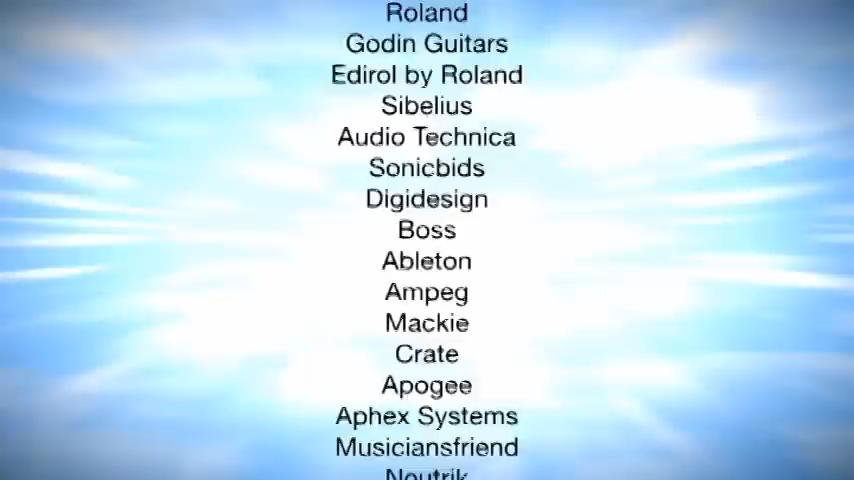 Roland
Godin Guitars
Edirol by Roland
Sibelius
Audio Technica
Sonicbids
Digidesign
Boss
Ableton
Ampeg
Mackie
Crate
Apogee
Aphex Systems
Musiciansfriend
Neutrik